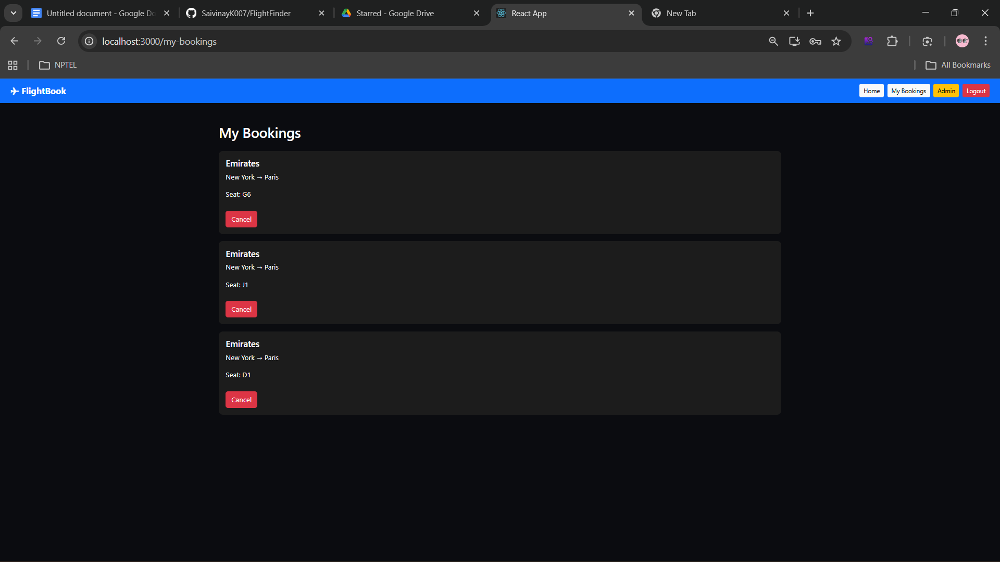 Untitled document - Google Do
SaivinayK007/FlightFinder
Starred - Google Drive
React App
New Tab
localhost:3000/my-bookings
NPTEL
All Bookmarks
FlightBook
Home
My Bookings
Admin
Logout
My Bookings
Emirates
New York → Paris
Seat: G6
Cancel
Emirates
New York → Paris
Seat: J1
Cancel
Emirates
New York → Paris
Seat: D1
Cancel